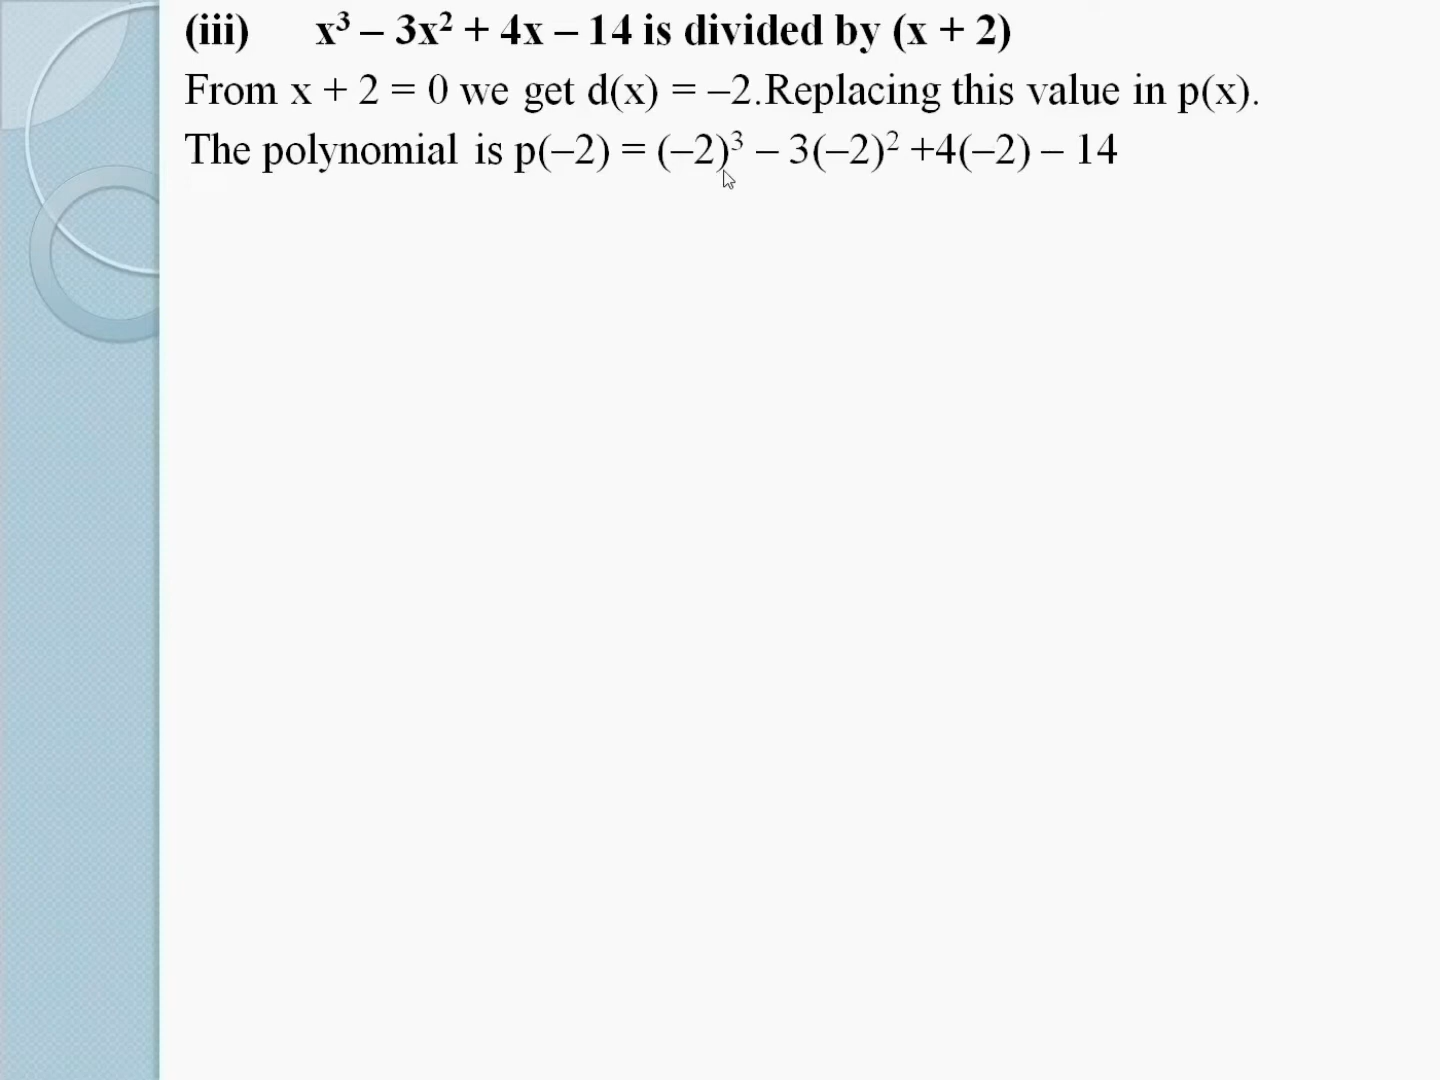 (iii) x³ – 3x² + 4x – 14 is divided by (x + 2)
From x + 2 = 0 we get d(x) = –2.Replacing this value in p(x).
The polynomial is p(–2) = (–2)³ – 3(–2)² +4(–2) – 14